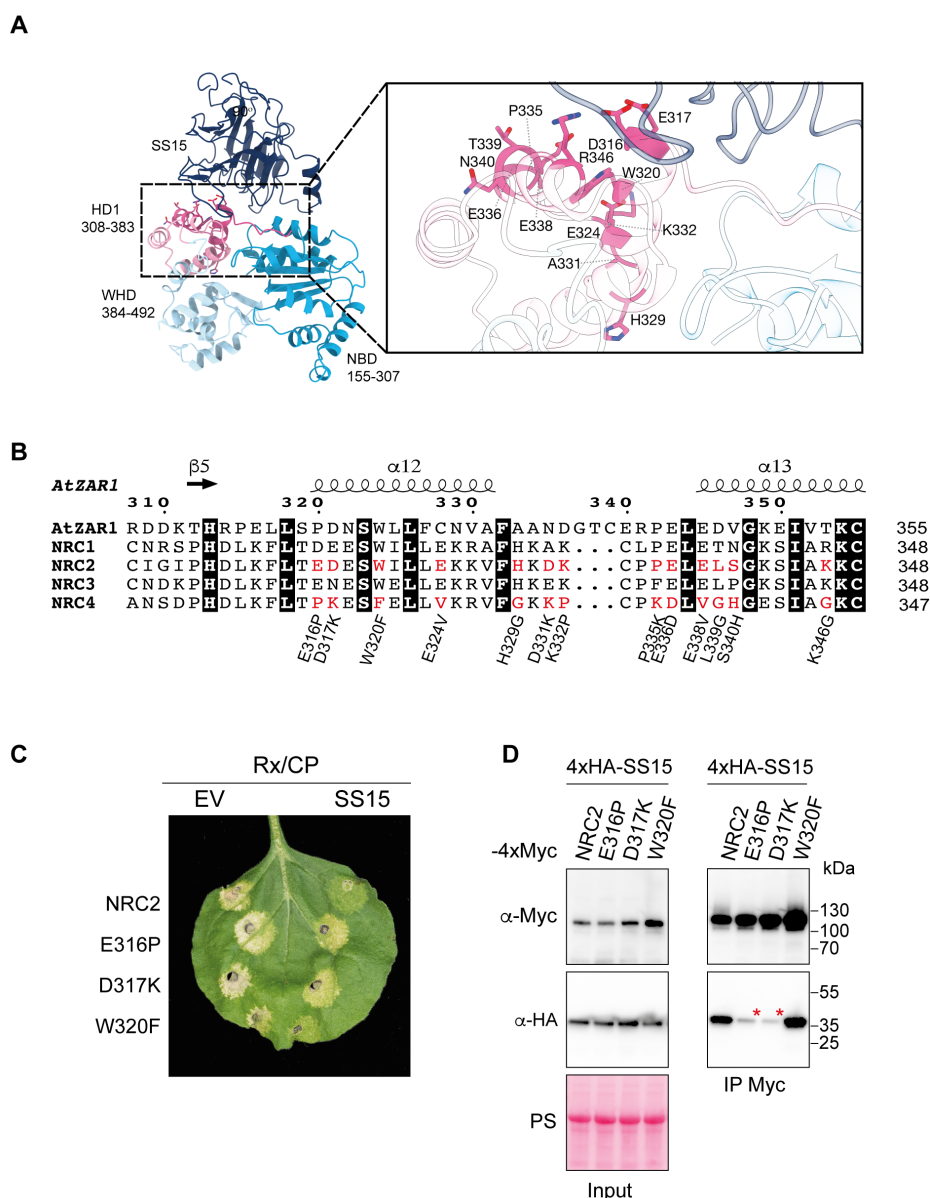 A
90°
SS15
HD1
308-383
WHD
384-492
NBD
155-307
P335
E317
T339
D316
N340
R346
W320
E336
E338
E324
K332
A331
H329
B
β5
α12
α13
AtZAR1
310
320
330
340
350
AtZAR1 RDDKTHRPELLSPDNSWLLFCNVAFAANDGTCERPELEDVGKEIVTKC 355
NRC1 CNRSPHDLKFLTDEESWILLEKRAFHKAK...CLPELETNGKSIARKC 348
NRC2 CIGIPHDLKFLTEDESWILLEKRVFHKDK...CPPELELSGKSIAKKC 348
NRC3 CNDKPHDLKFLTKDESWELLEKKVFHKEK...CPPELELPGKSIAEKC 348
NRC4 ANSDPHDLKFLTPKESFELLVKRVFGKKP...CPKDLVGHGESIAGKC 347
E316P
D317K
W320F
E324V
H329G
D331K
K332P
P335K
E336D
E338V
L339G
S340H
K346G
C
Rx/CP
EV
SS15
NRC2
E316P
D317K
W320F
D
4xHA-SS15
4xHA-SS15
NRC2
E316P
D317K
W320F
NRC2
E316P
D317K
W320F
-4xMyc
kDa
α-Myc
130
100
70
α-HA
* *
55
35
25
IP Myc
PS
Input